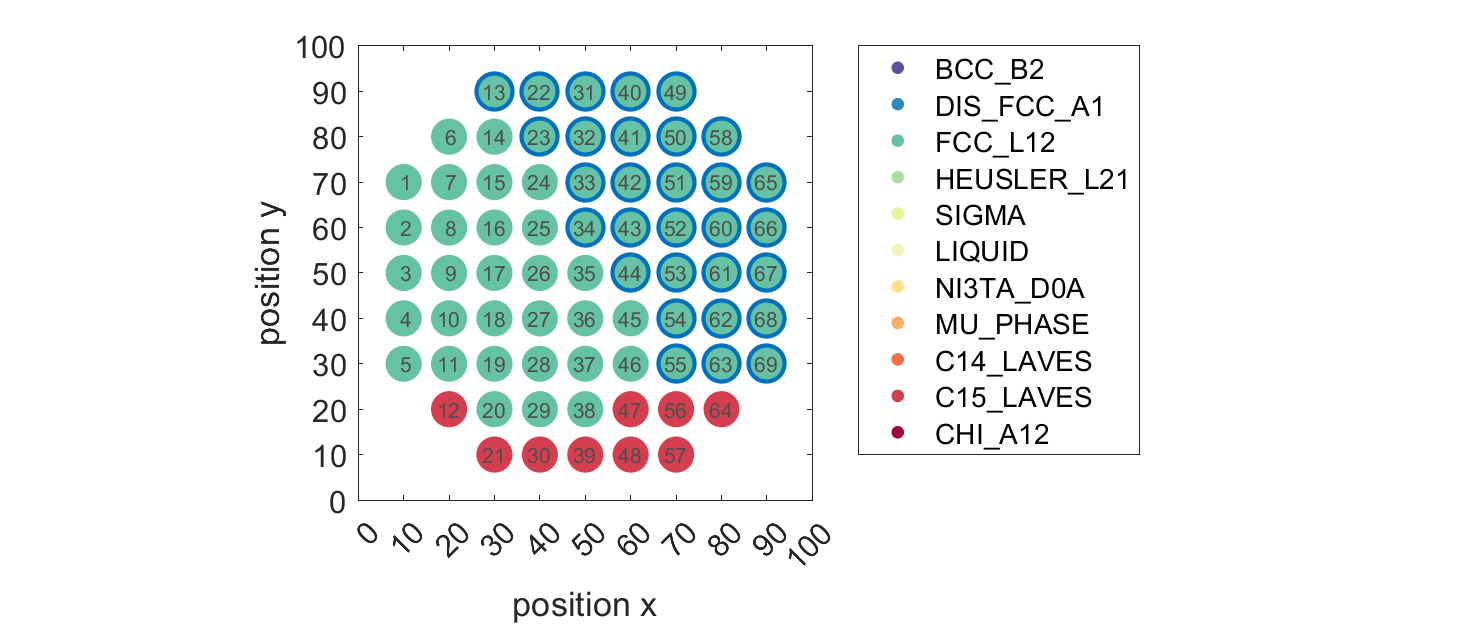 100
90
80
70
60
50
40
30
20
10
0
position y
13 22 31 40 49
6 14 23 32 41 50 58
1 7 15 24 33 42 51 59 65
2 8 16 25 34 43 52 60 66
3 9 17 26 35 44 53 61 67
4 10 18 27 36 45 54 62 68
5 11 19 28 37 46 55 63 69
12 20 29 38 47 56 64
21 30 39 48 57
0 10 20 30 40 50 60 70 80 90 100
position x
BCC_B2
DIS_FCC_A1
FCC_L12
HEUSLER_L21
SIGMA
LIQUID
NI3TA_D0A
MU_PHASE
C14_LAVES
C15_LAVES
CHI_A12